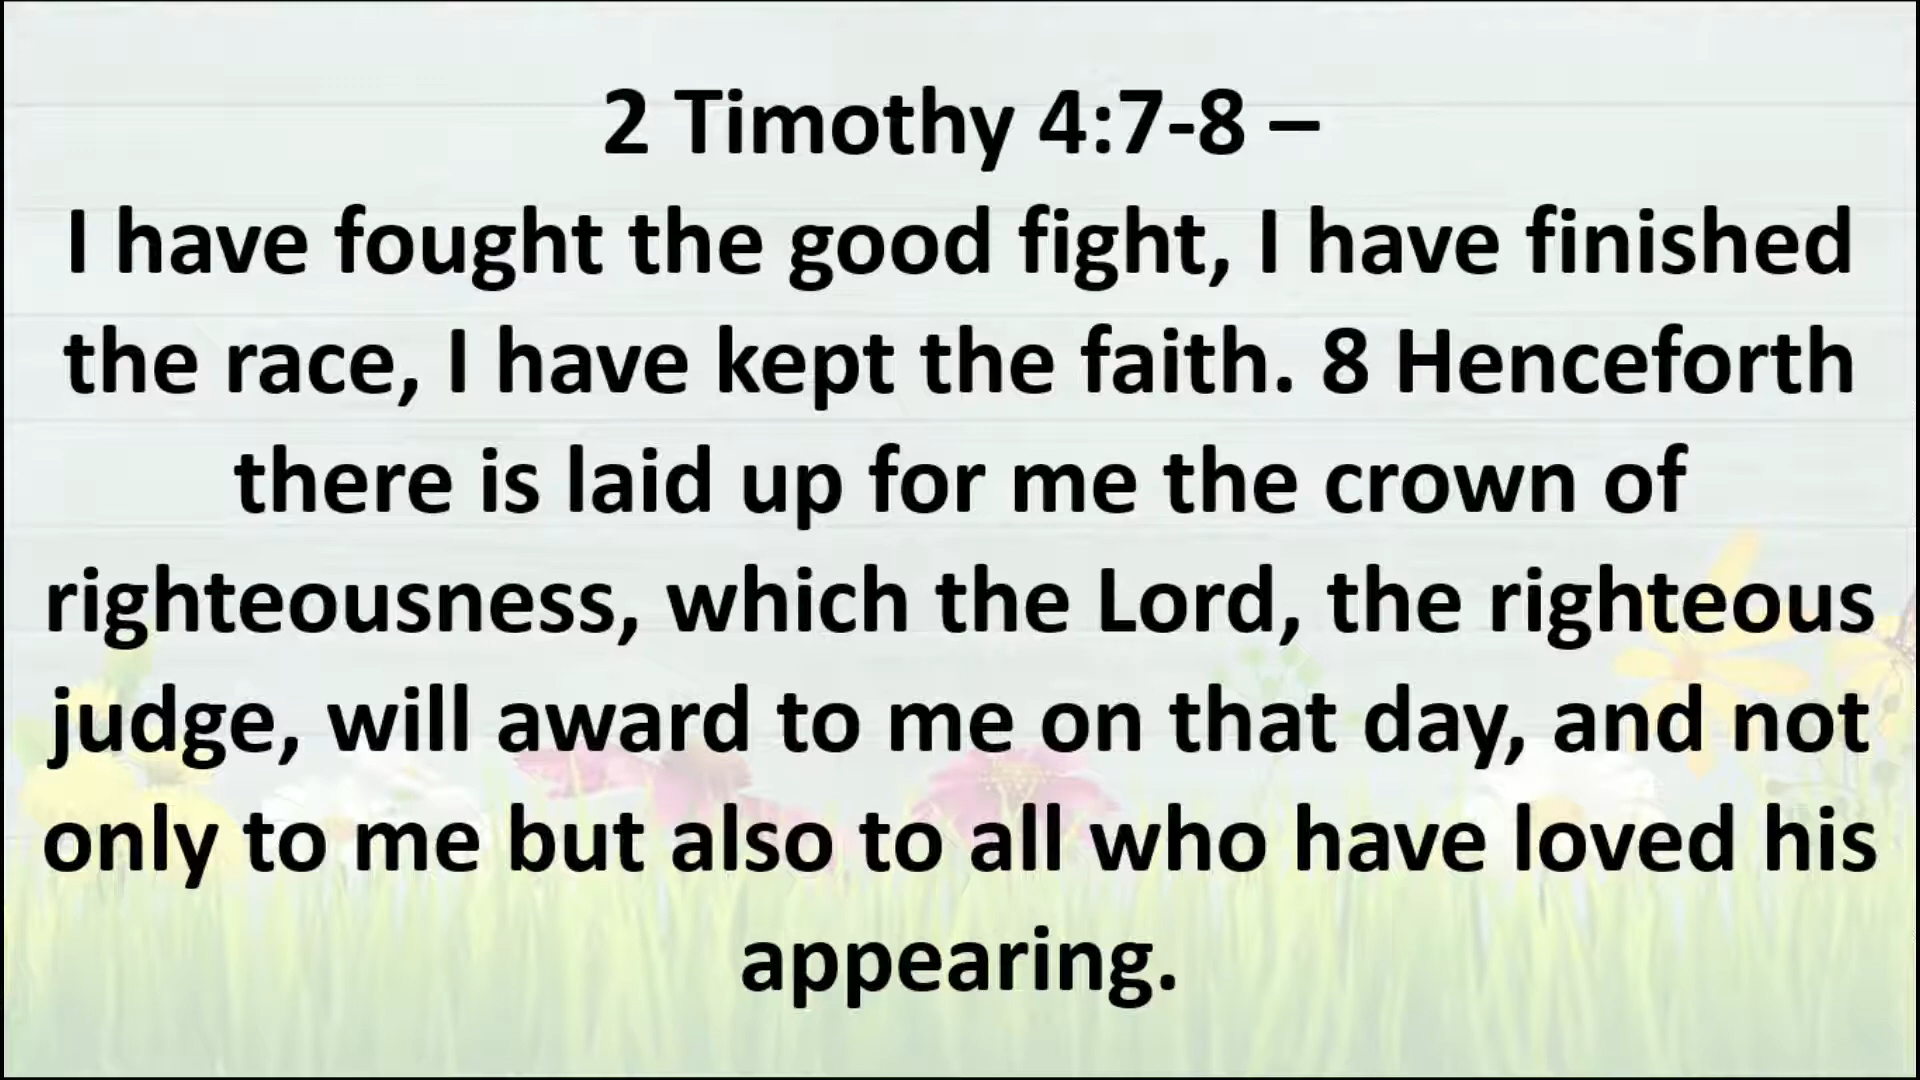 2 Timothy 4:7-8 –
I have fought the good fight, I have finished
the race, I have kept the faith. 8 Henceforth
there is laid up for me the crown of
righteousness, which the Lord, the righteous
judge, will award to me on that day, and not
only to me but also to all who have loved his
appearing.